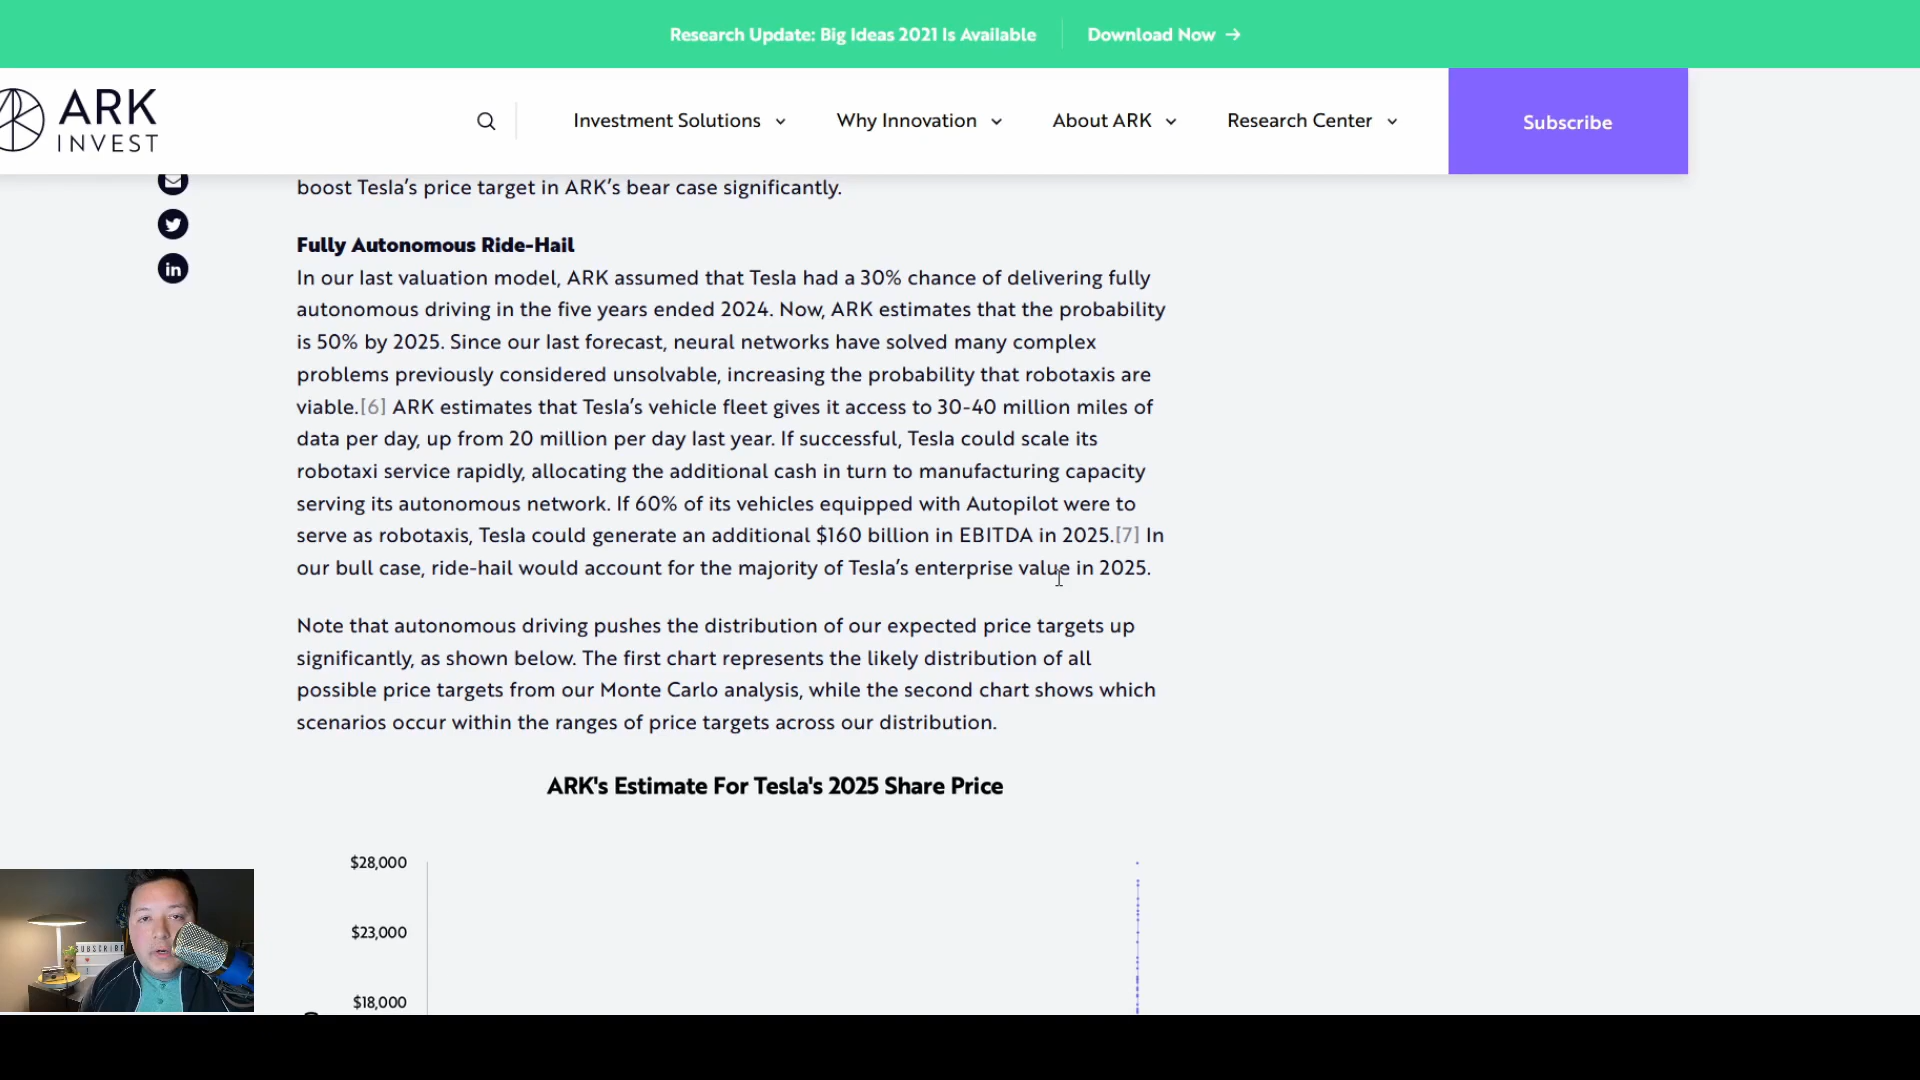 Research Update: Big Ideas 2021 Is Available
Download Now →
ARK
INVEST
Investment Solutions
Why Innovation
About ARK
Research Center
Subscribe
boost Tesla’s price target in ARK’s bear case significantly.
Fully Autonomous Ride-Hail
In our last valuation model, ARK assumed that Tesla had a 30% chance of delivering fully
autonomous driving in the five years ended 2024. Now, ARK estimates that the probability
is 50% by 2025. Since our last forecast, neural networks have solved many complex
problems previously considered unsolvable, increasing the probability that robotaxis are
viable.[6] ARK estimates that Tesla’s vehicle fleet gives it access to 30-40 million miles of
data per day, up from 20 million per day last year. If successful, Tesla could scale its
robotaxi service rapidly, allocating the additional cash in turn to manufacturing capacity
serving its autonomous network. If 60% of its vehicles equipped with Autopilot were to
serve as robotaxis, Tesla could generate an additional $160 billion in EBITDA in 2025.[7] In
our bull case, ride-hail would account for the majority of Tesla’s enterprise value in 2025.
Note that autonomous driving pushes the distribution of our expected price targets up
significantly, as shown below. The first chart represents the likely distribution of all
possible price targets from our Monte Carlo analysis, while the second chart shows which
scenarios occur within the ranges of price targets across our distribution.
ARK's Estimate For Tesla's 2025 Share Price
$28,000
$23,000
$18,000
SUBSCRIBE